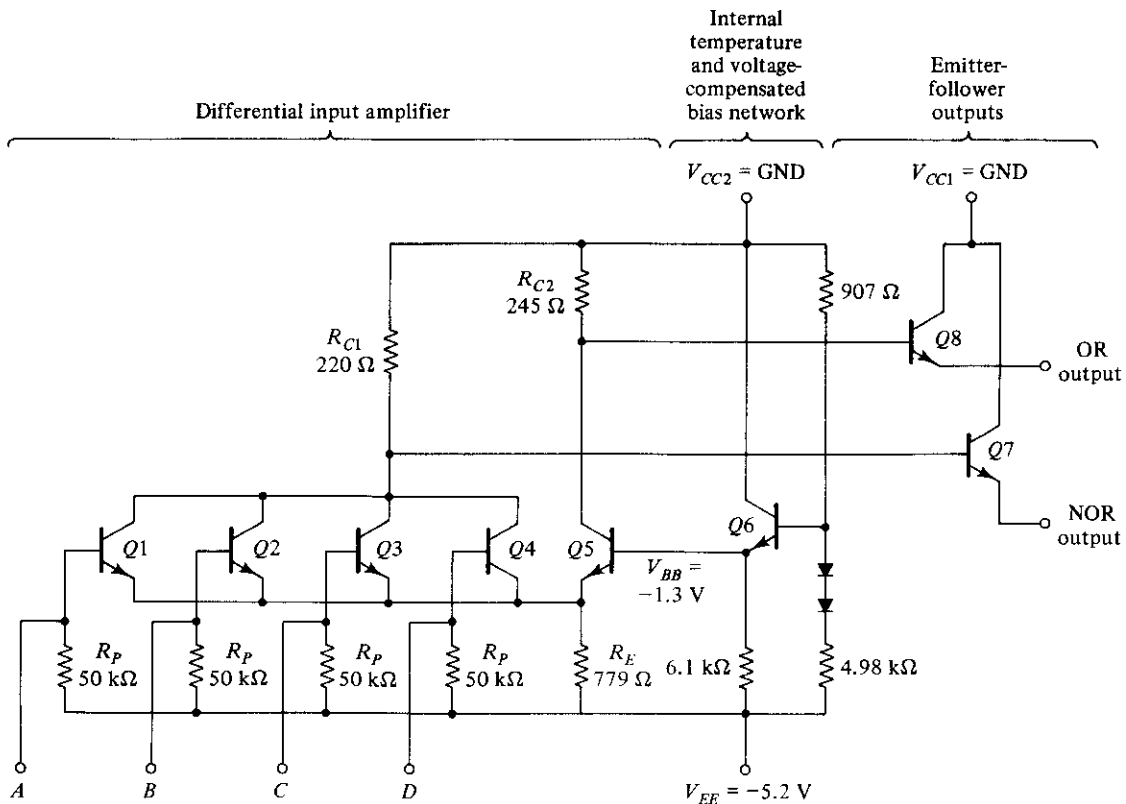 Internal
temperature
and voltage-
compensated
bias network
Emitter-
follower
outputs
Differential input amplifier
V_CC2 = GND
V_CC1 = GND
R_C2
245 Ω
907 Ω
R_C1
220 Ω
Q8
OR
output
Q7
NOR
output
Q1
Q2
Q3
Q4
Q5
Q6
V_BB =
−1.3 V
R_P
50 kΩ
R_P
50 kΩ
R_P
50 kΩ
R_P
50 kΩ
R_E
779 Ω
6.1 kΩ
4.98 kΩ
A
B
C
D
V_EE = −5.2 V